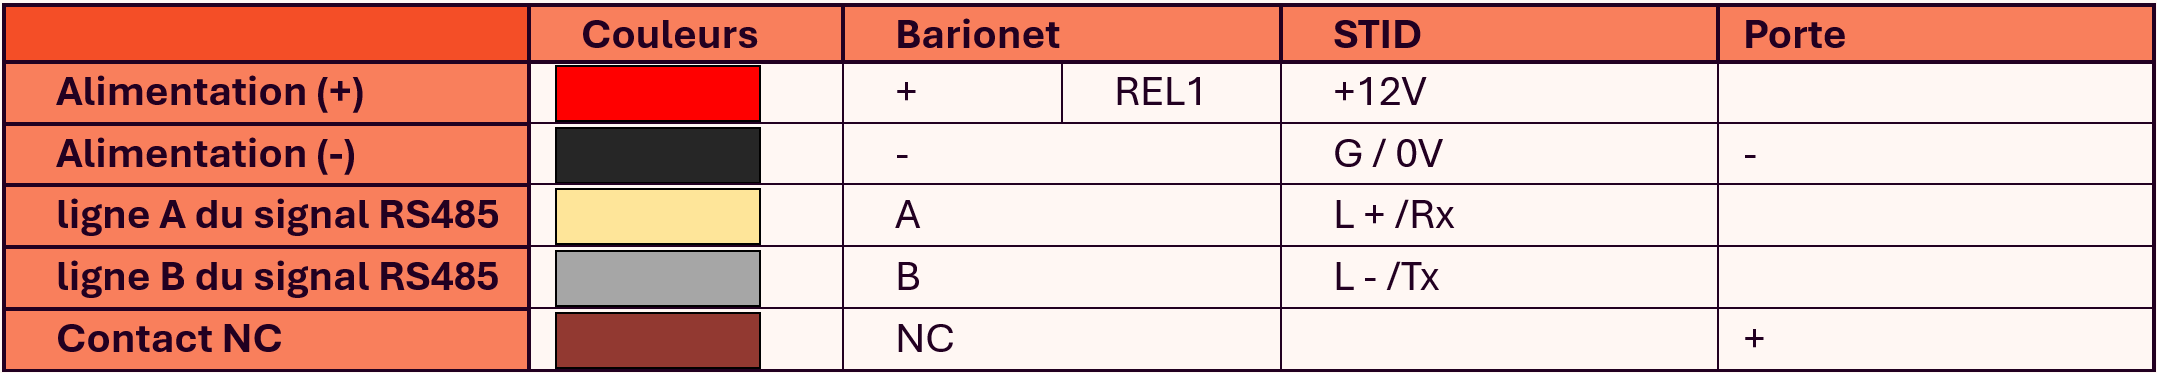 Couleurs Barionet STID Porte
Alimentation (+) + REL1 +12V
Alimentation (-) - G / 0V -
ligne A du signal RS485 A L + /Rx
ligne B du signal RS485 B L - /Tx
Contact NC NC +